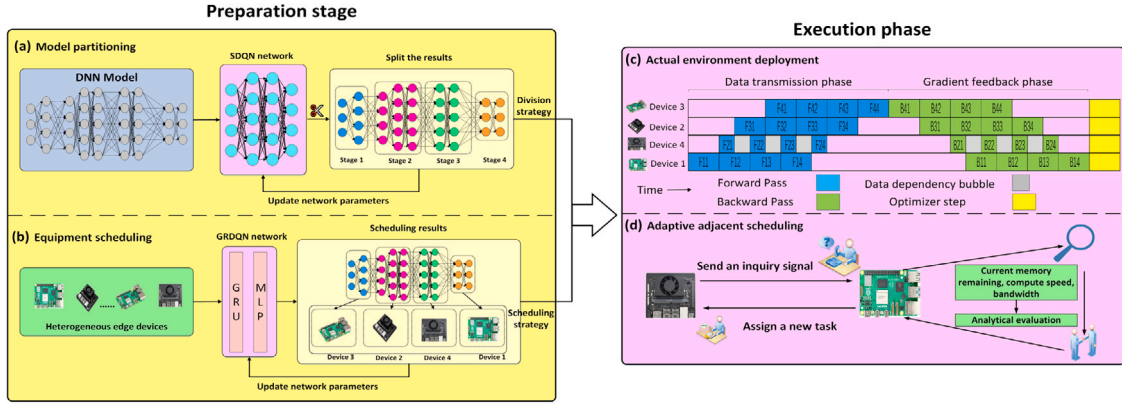 Preparation stage
(a) Model partitioning
DNN Model
SDQN network
Split the results
Stage 1
Stage 2
Stage 3
Stage 4
Division
strategy
Update network parameters
(b) Equipment scheduling
Heterogeneous edge devices
GRDQN network
GRU
MLP
Scheduling results
Device 3
Device 2
Device 4
Device 1
Scheduling
strategy
Update network parameters
Execution phase
(c) Actual environment deployment
Data transmission phase
Gradient feedback phase
Device 3
F41 F42 F43 F44 B41 B42 B43 B44
Device 2
F31 F32 F33 F34 B31 B32 B33 B34
Device 4
F21 F22 F23 F24 B21 B22 B23 B24
Device 1
F11 F12 F13 F14 B11 B12 B13 B14
Time
Forward Pass
Data dependency bubble
Backward Pass
Optimizer step
(d) Adaptive adjacent scheduling
Send an inquiry signal
Assign a new task
Current memory
remaining, compute speed,
bandwidth
Analytical evaluation